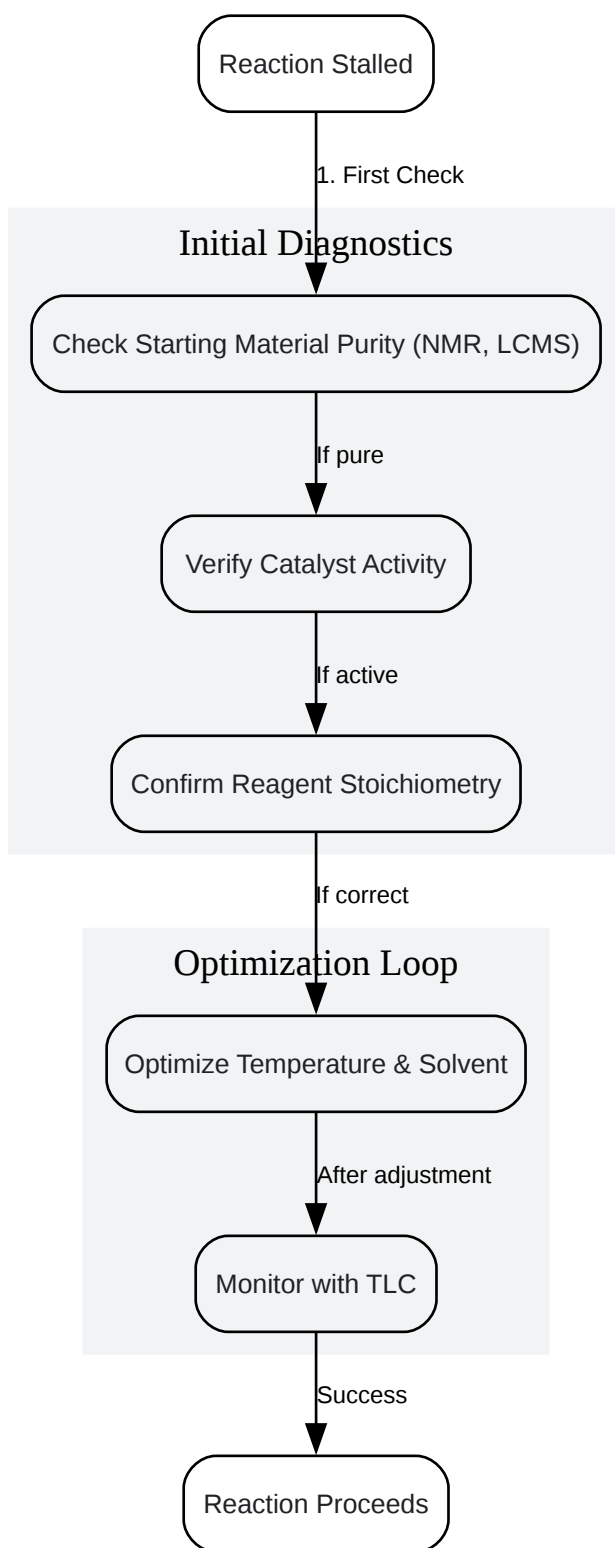 Reaction Stalled
1. First Check
Initial Diagnostics
Check Starting Material Purity (NMR, LCMS)
If pure
Verify Catalyst Activity
If active
Confirm Reagent Stoichiometry
If correct
Optimization Loop
Optimize Temperature & Solvent
After adjustment
Monitor with TLC
Success
Reaction Proceeds